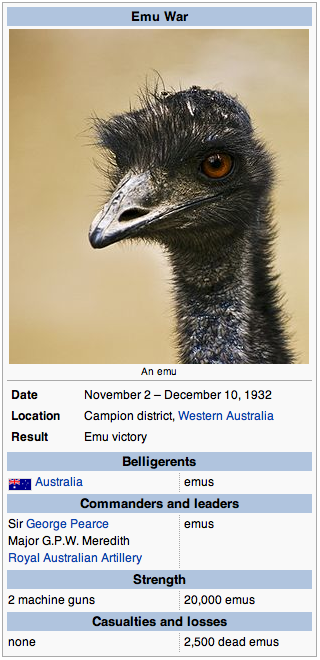 Emu War
An emu
Date November 2 – December 10, 1932
Location Campion district, Western Australia
Result Emu victory
Belligerents
Australia emus
Commanders and leaders
Sir George Pearce emus
Major G.P.W. Meredith
Royal Australian Artillery
Strength
2 machine guns 20,000 emus
Casualties and losses
none 2,500 dead emus